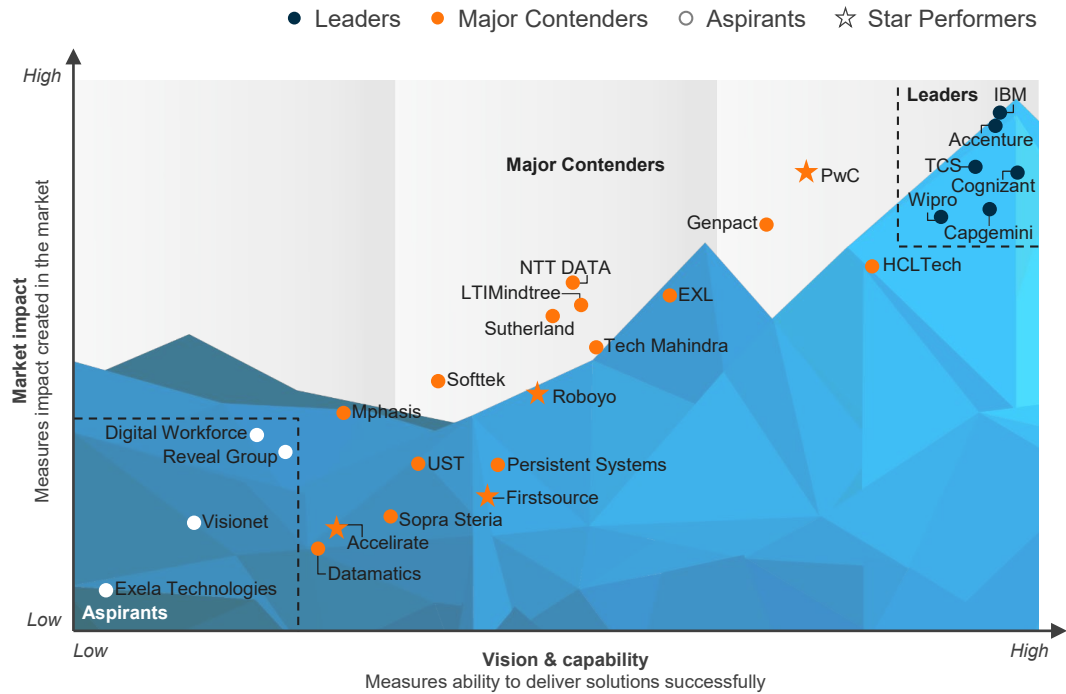 Leaders
Major Contenders
Aspirants
Star Performers
High
Leaders
IBM
Accenture
Major Contenders
TCS
PwC
Cognizant
Wipro
Genpact
Capgemini
NTT DATA
HCLTech
LTIMindtree
EXL
Sutherland
Tech Mahindra
Softtek
Roboyo
Mphasis
Digital Workforce
Reveal Group
UST
Persistent Systems
Firstsource
Sopra Steria
Visionet
Accelirate
Datamatics
Exela Technologies
Aspirants
Market impact
Measures impact created in the market
Low
Low
High
Vision & capability
Measures ability to deliver solutions successfully